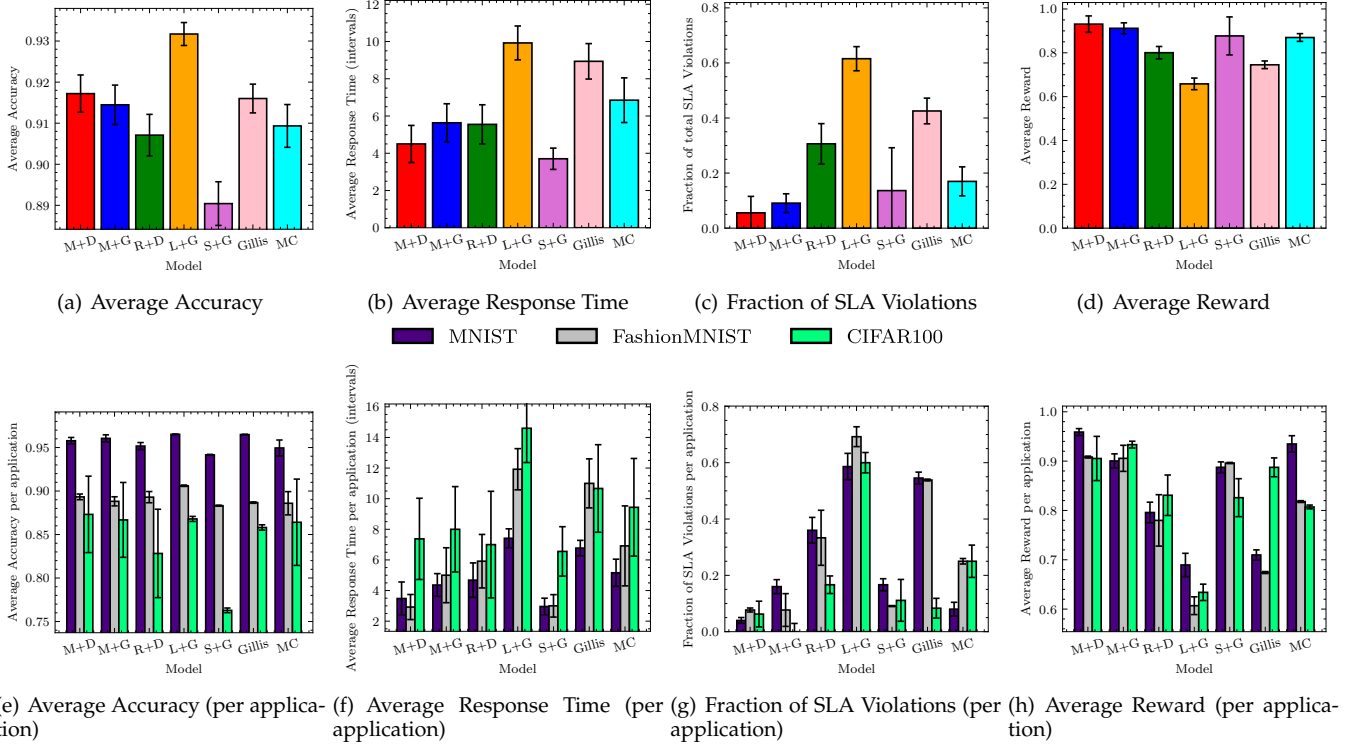 Average Accuracy
0.93
0.92
0.91
0.90
0.89
M+D M+G R+D L+G S+G Gillis MC
Model
(a) Average Accuracy
Average Response Time (intervals)
12
10
8
6
4
2
0
M+D M+G R+D L+G S+G Gillis MC
Model
(b) Average Response Time
Fraction of total SLA Violations
0.8
0.6
0.4
0.2
0.0
M+D M+G R+D L+G S+G Gillis MC
Model
(c) Fraction of SLA Violations
Average Reward
1.0
0.8
0.6
0.4
0.2
0.0
M+D M+G R+D L+G S+G Gillis MC
Model
(d) Average Reward
MNIST FashionMNIST CIFAR100
Average Accuracy per application
0.95
0.90
0.85
0.80
0.75
M+D M+G R+D L+G S+G Gillis MC
Model
(e) Average Accuracy (per applica-
tion)
Average Response Time per application (intervals)
16
14
12
10
8
6
4
2
M+D M+G R+D L+G S+G Gillis MC
Model
(f) Average Response Time (per
application)
Fraction of SLA Violations per application
0.8
0.6
0.4
0.2
0.0
M+D M+G R+D L+G S+G Gillis MC
Model
(g) Fraction of SLA Violations (per
application)
Average Reward per application
1.0
0.9
0.8
0.7
0.6
M+D M+G R+D L+G S+G Gillis MC
Model
(h) Average Reward (per applica-
tion)